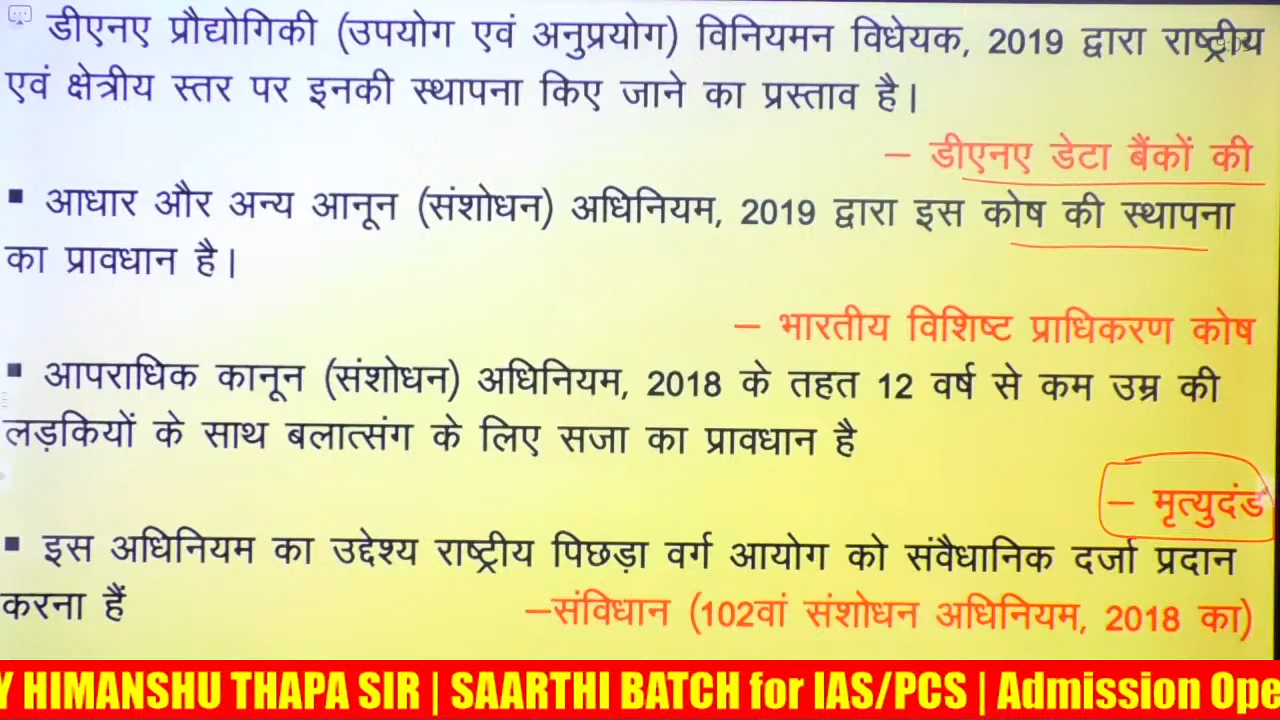 डीएनए प्रौद्योगिकी (उपयोग एवं अनुप्रयोग) विनियमन विधेयक, 2019 द्वारा राष्ट्रीय
एवं क्षेत्रीय स्तर पर इनकी स्थापना किए जाने का प्रस्ताव है।
– डीएनए डेटा बैंकों की
▪ आधार और अन्य आनून (संशोधन) अधिनियम, 2019 द्वारा इस कोष की स्थापना
का प्रावधान है।
– भारतीय विशिष्ट प्राधिकरण कोष
▪ आपराधिक कानून (संशोधन) अधिनियम, 2018 के तहत 12 वर्ष से कम उम्र की
लड़कियों के साथ बलात्संग के लिए सजा का प्रावधान है
– मृत्युदंड
▪ इस अधिनियम का उद्देश्य राष्ट्रीय पिछड़ा वर्ग आयोग को संवैधानिक दर्जा प्रदान
करना हैं
–संविधान (102वां संशोधन अधिनियम, 2018 का)
Y HIMANSHU THAPA SIR | SAARTHI BATCH for IAS/PCS | Admission Ope